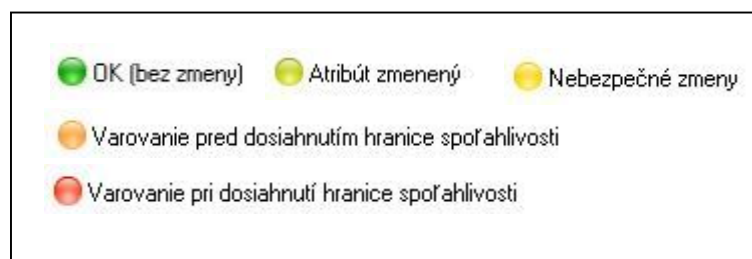 OK (bez zmeny) Atribút zmenený Nebezpečné zmeny
Varovanie pred dosiahnutím hranice spoľahlivosti
Varovanie pri dosiahnutí hranice spoľahlivosti